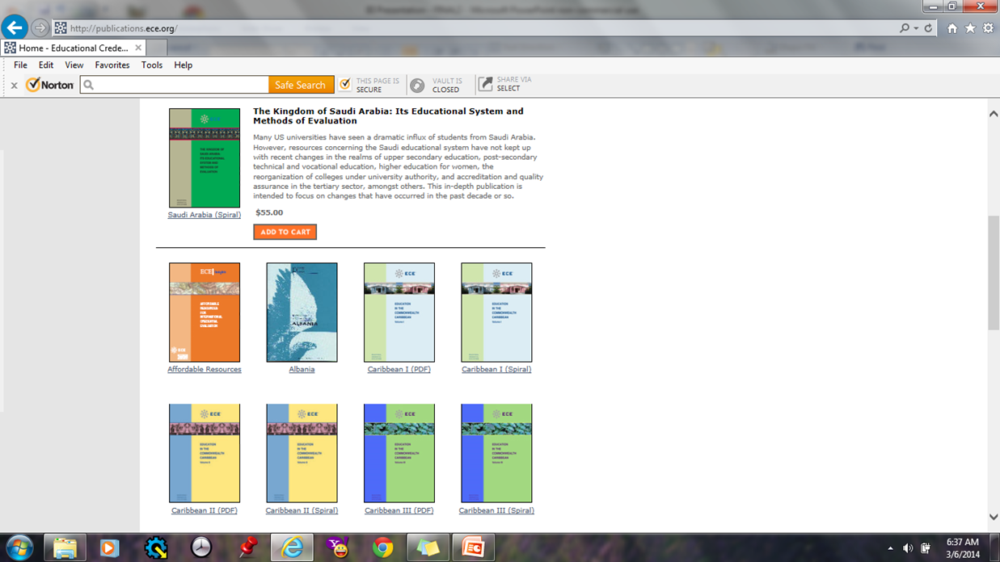 http://publications.ece.org/
Home - Educational Crede...
File Edit View Favorites Tools Help
Norton
Safe Search
THIS PAGE IS
SECURE
VAULT IS
CLOSED
SHARE VIA
SELECT
The Kingdom of Saudi Arabia: Its Educational System and
Methods of Evaluation
Many US universities have seen a dramatic influx of students from Saudi Arabia.
However, resources concerning the Saudi educational system have not kept up
with recent changes in the realms of upper secondary education, post-secondary
technical and vocational education, higher education for women, the
reorganization of colleges under university authority, and accreditation and quality
assurance in the tertiary sector, amongst others. This in-depth publication is
intended to focus on changes that have occurred in the past decade or so.
$55.00
ADD TO CART
THE KINGDOM OF
SAUDI ARABIA:
ITS EDUCATIONAL
SYSTEM AND
METHODS OF
EVALUATION
Saudi Arabia (Spiral)
ECE
AFFORDABLE
RESOURCES
FOR
INTERNATIONAL
CREDENTIAL
EVALUATION
ECE
Affordable Resources
ECE
ALBANIA
Albania
ECE
EDUCATION
IN THE
COMMONWEALTH
CARIBBEAN
Volume I
Caribbean I (PDF)
ECE
EDUCATION
IN THE
COMMONWEALTH
CARIBBEAN
Volume I
Caribbean I (Spiral)
ECE
EDUCATION
IN THE
COMMONWEALTH
CARIBBEAN
Volume II
Caribbean II (PDF)
ECE
EDUCATION
IN THE
COMMONWEALTH
CARIBBEAN
Volume II
Caribbean II (Spiral)
ECE
EDUCATION
IN THE
COMMONWEALTH
CARIBBEAN
Volume III
Caribbean III (PDF)
ECE
EDUCATION
IN THE
COMMONWEALTH
CARIBBEAN
Volume III
Caribbean III (Spiral)
6:37 AM
3/6/2014